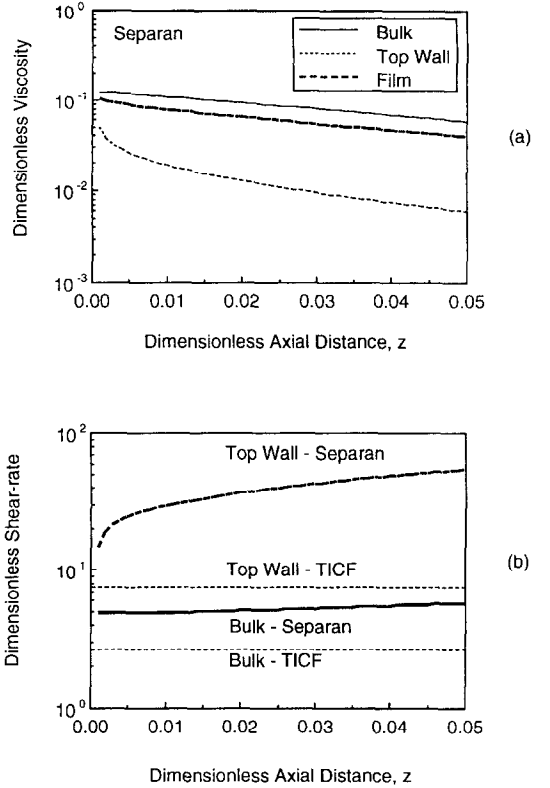 10^0
Separan
Bulk
Top Wall
Film
10^-1
10^-2
10^-3
Dimensionless Viscosity
(a)
0.00 0.01 0.02 0.03 0.04 0.05
Dimensionless Axial Distance, z
10^2
Top Wall - Separan
10^1
Top Wall - TICF
Bulk - Separan
Bulk - TICF
10^0
Dimensionless Shear-rate
(b)
0.00 0.01 0.02 0.03 0.04 0.05
Dimensionless Axial Distance, z